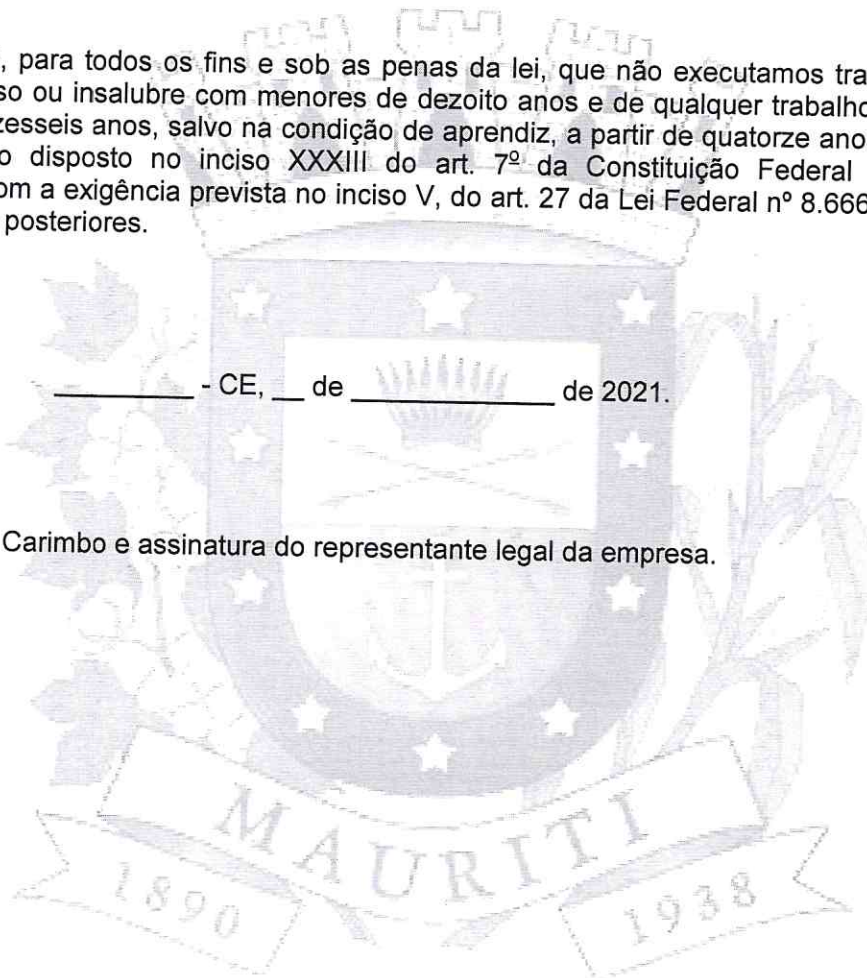 , para todos os fins e sob as penas da lei, que não executamos tra
so ou insalubre com menores de dezoito anos e de qualquer trabalho
zesseis anos, salvo na condição de aprendiz, a partir de quatorze ano
o disposto no inciso XXXIII do art. 7º da Constituição Federal
om a exigência prevista no inciso V, do art. 27 da Lei Federal nº 8.666
posteriores.
__________ - CE, __ de ______________ de 2021.
Carimbo e assinatura do representante legal da empresa.
MAURITI
1890
1938